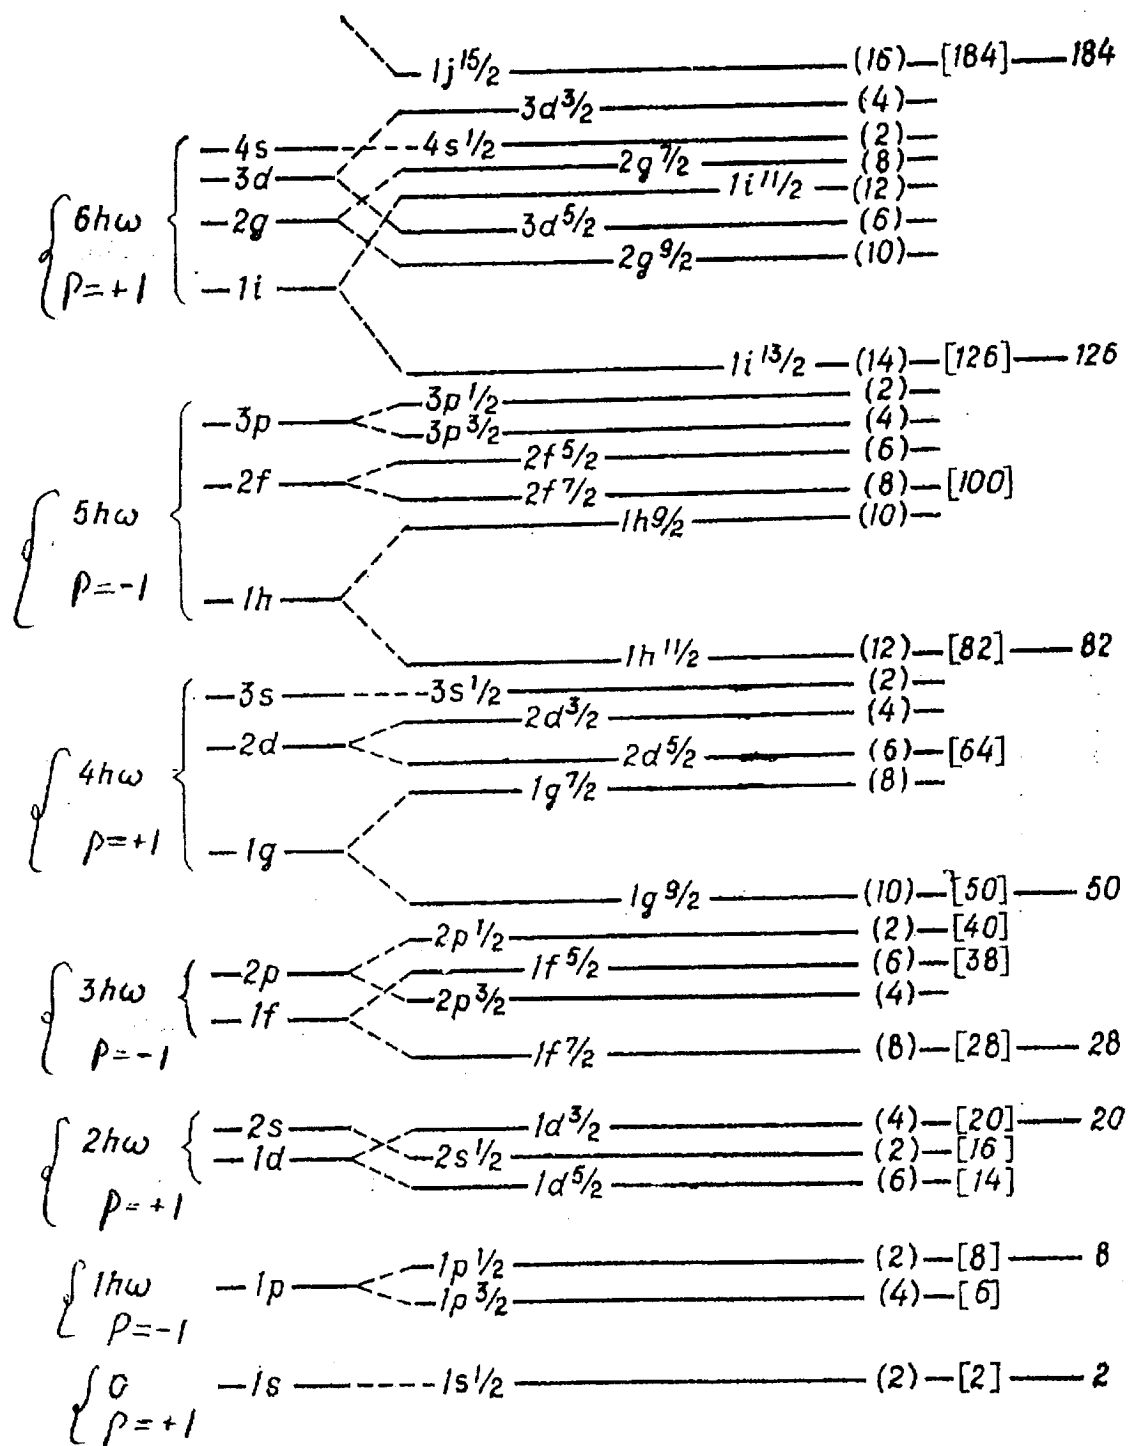 1j 15/2 (16) [184] 184
3d 3/2 (4)
4s 4s 1/2 (2)
3d 2g 7/2 (8)
1i 11/2 (12)
6ħω 2g 3d 5/2 (6)
2g 9/2 (10)
P=+1 1i
1i 13/2 (14) [126] 126
3p 1/2 (2)
3p 3p 3/2 (4)
2f 5/2 (6)
2f 2f 7/2 (8) [100]
5ħω 1h 9/2 (10)
P=-1 1h
1h 11/2 (12) [82] 82
3s 3s 1/2 (2)
2d 3/2 (4)
2d 2d 5/2 (6) [64]
4ħω 1g 7/2 (8)
P=+1 1g
1g 9/2 (10) [50] 50
2p 1/2 (2) [40]
2p 1f 5/2 (6) [38]
3ħω 2p 3/2 (4)
1f
P=-1 1f 7/2 (8) [28] 28
2s 1d 3/2 (4) [20] 20
2ħω 1d 2s 1/2 (2) [16]
1d 5/2 (6) [14]
P=+1
1p 1/2 (2) [8] 8
1ħω 1p 1p 3/2 (4) [6]
P=-1
0 1s 1s 1/2 (2) [2] 2
P=+1